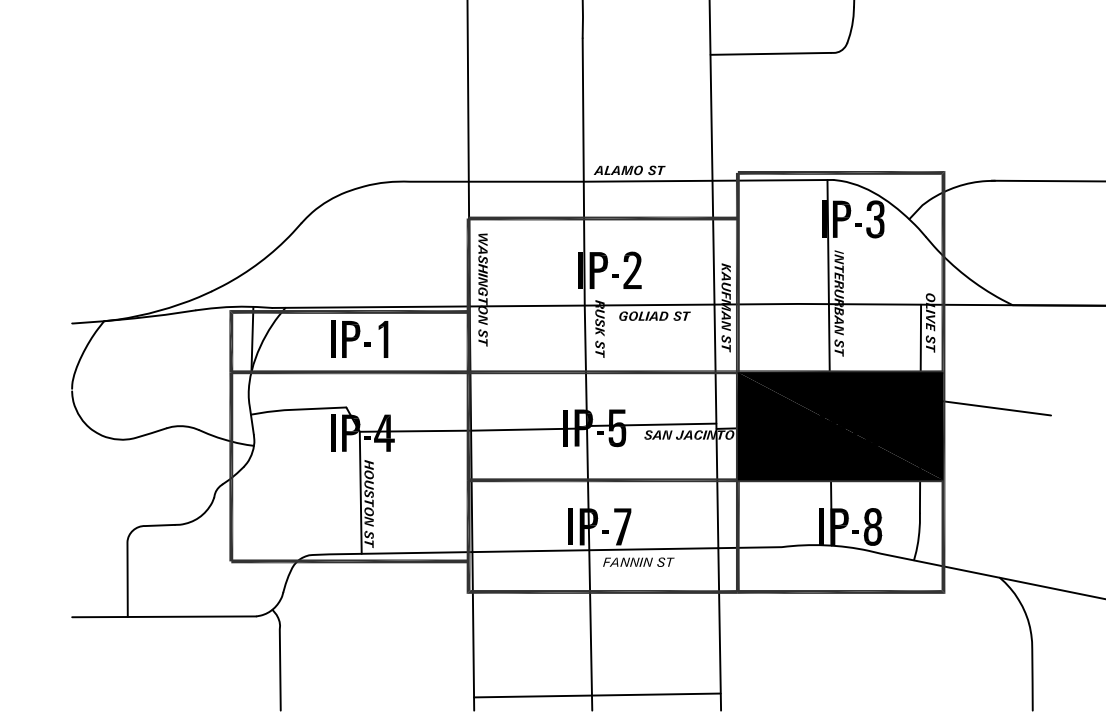 ALAMO ST
IP-3
IP-2
WASHINGTON ST
KAUFMAN ST
INTERURBAN ST
OLIVE ST
RUSK ST
GOLIAD ST
IP-1
IP-4
IP-5
SAN JACINTO
HOUSTON ST
IP-7
IP-8
FANNIN ST